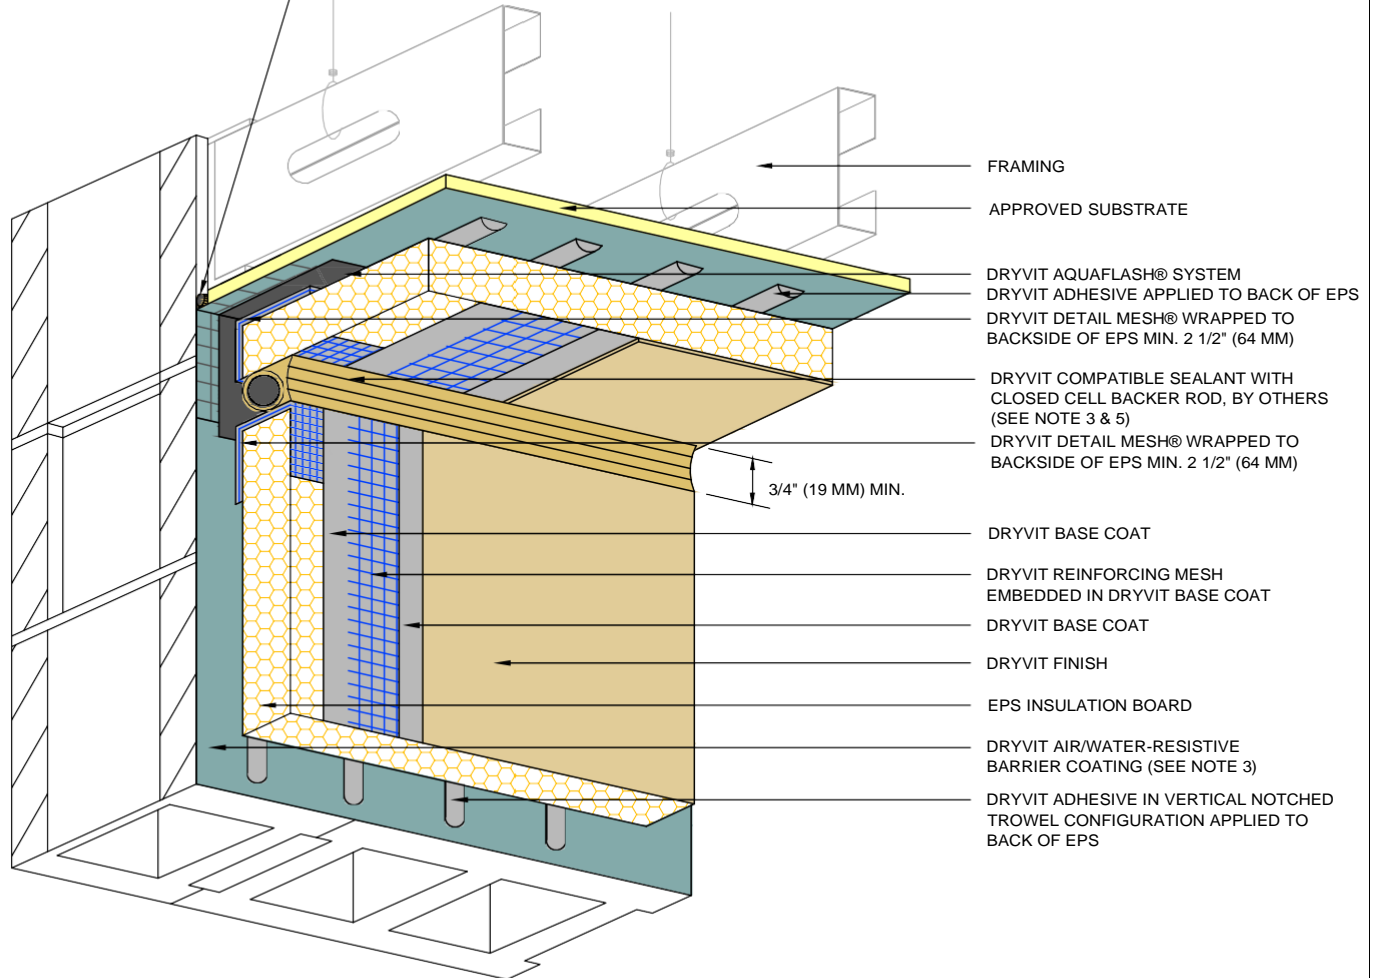 FRAMING
APPROVED SUBSTRATE
DRYVIT AQUAFLASH® SYSTEM
DRYVIT ADHESIVE APPLIED TO BACK OF EPS
DRYVIT DETAIL MESH® WRAPPED TO
BACKSIDE OF EPS MIN. 2 1/2" (64 MM)
DRYVIT COMPATIBLE SEALANT WITH
CLOSED CELL BACKER ROD, BY OTHERS
(SEE NOTE 3 & 5)
DRYVIT DETAIL MESH® WRAPPED TO
BACKSIDE OF EPS MIN. 2 1/2" (64 MM)
3/4" (19 MM) MIN.
DRYVIT BASE COAT
DRYVIT REINFORCING MESH
EMBEDDED IN DRYVIT BASE COAT
DRYVIT BASE COAT
DRYVIT FINISH
EPS INSULATION BOARD
DRYVIT AIR/WATER-RESISTIVE
BARRIER COATING (SEE NOTE 3)
DRYVIT ADHESIVE IN VERTICAL NOTCHED
TROWEL CONFIGURATION APPLIED TO
BACK OF EPS